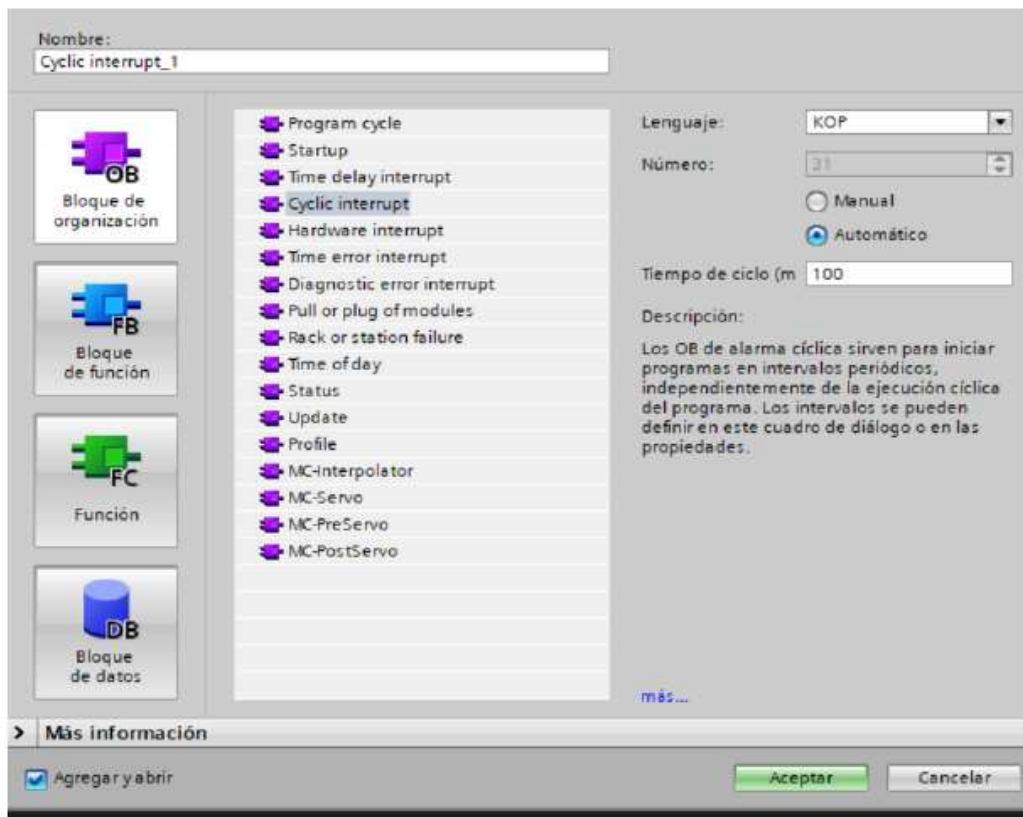 Nombre:
Cyclic interrupt_1
OB
Bloque de
organización
FB
Bloque
de función
FC
Función
DB
Bloque
de datos
Program cycle
Startup
Time delay interrupt
Cyclic interrupt
Hardware interrupt
Time error interrupt
Diagnostic error interrupt
Pull or plug of modules
Rack or station failure
Time of day
Status
Update
Profile
MC-Interpolator
MC-Servo
MC-PreServo
MC-PostServo
Lenguaje:
KOP
Número:
31
Manual
Automático
Tiempo de ciclo (m
100
Descripción:
Los OB de alarma cíclica sirven para iniciar
programas en intervalos periódicos,
independientemente de la ejecución cíclica
del programa. Los intervalos se pueden
definir en este cuadro de diálogo o en las
propiedades.
más...
> Más información
Agregar y abrir
Aceptar
Cancelar